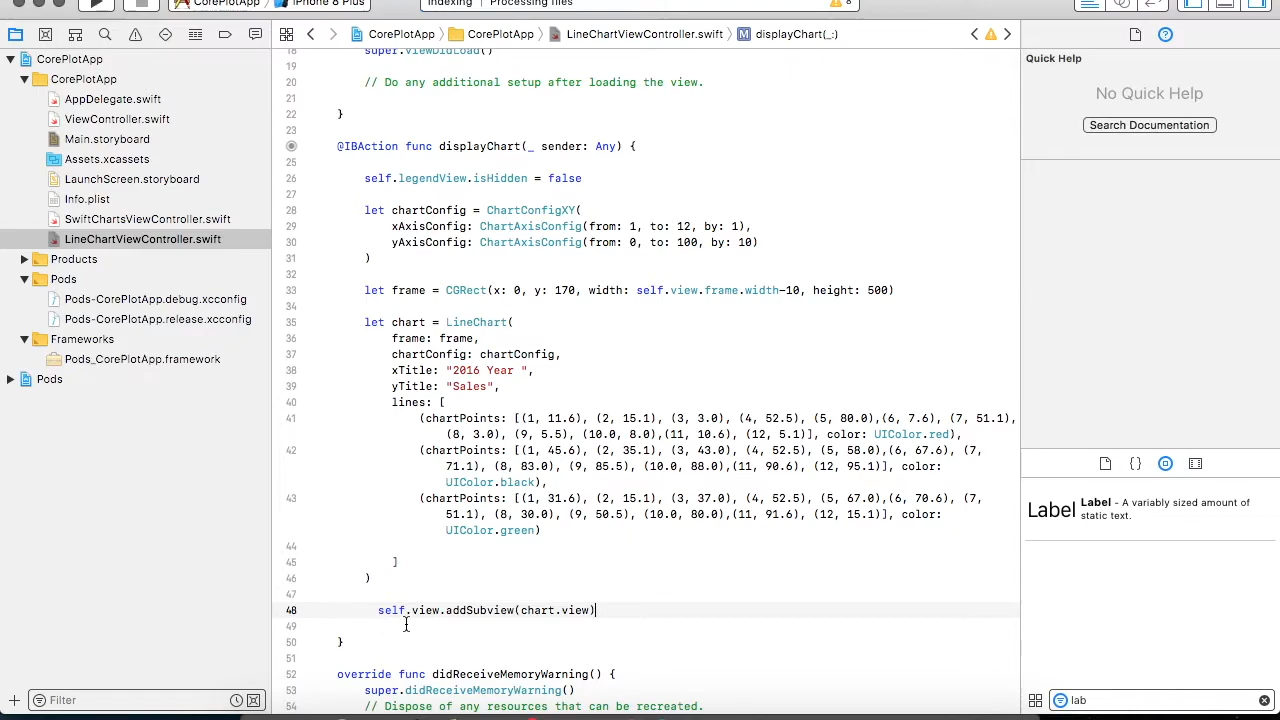 CorePlotApp iPhone 8 Plus
Indexing | Processing files
8
CorePlotApp CorePlotApp LineChartViewController.swift M displayChart(_:)
CorePlotApp
CorePlotApp
AppDelegate.swift
ViewController.swift
Main.storyboard
Assets.xcassets
LaunchScreen.storyboard
Info.plist
SwiftChartsViewController.swift
LineChartViewController.swift
Products
Pods
Pods-CorePlotApp.debug.xcconfig
Pods-CorePlotApp.release.xcconfig
Frameworks
Pods_CorePlotApp.framework
Pods
Filter
18 super.viewDidLoad()
19
20 // Do any additional setup after loading the view.
21
22 }
23
@IBAction func displayChart(_ sender: Any) {
25
26 self.legendView.isHidden = false
27
28 let chartConfig = ChartConfigXY(
29 xAxisConfig: ChartAxisConfig(from: 1, to: 12, by: 1),
30 yAxisConfig: ChartAxisConfig(from: 0, to: 100, by: 10)
31 )
32
33 let frame = CGRect(x: 0, y: 170, width: self.view.frame.width-10, height: 500)
34
35 let chart = LineChart(
36 frame: frame,
37 chartConfig: chartConfig,
38 xTitle: "2016 Year ",
39 yTitle: "Sales",
40 lines: [
41 (chartPoints: [(1, 11.6), (2, 15.1), (3, 3.0), (4, 52.5), (5, 80.0),(6, 7.6), (7, 51.1),
(8, 3.0), (9, 5.5), (10.0, 8.0),(11, 10.6), (12, 5.1)], color: UIColor.red),
42 (chartPoints: [(1, 45.6), (2, 35.1), (3, 43.0), (4, 52.5), (5, 58.0),(6, 67.6), (7,
71.1), (8, 83.0), (9, 85.5), (10.0, 88.0),(11, 90.6), (12, 95.1)], color:
UIColor.black),
43 (chartPoints: [(1, 31.6), (2, 15.1), (3, 37.0), (4, 52.5), (5, 67.0),(6, 70.6), (7,
51.1), (8, 30.0), (9, 50.5), (10.0, 80.0),(11, 91.6), (12, 15.1)], color:
UIColor.green)
44
45 ]
46 )
47
48 self.view.addSubview(chart.view)
49
50 }
51
52 override func didReceiveMemoryWarning() {
53 super.didReceiveMemoryWarning()
54 // Dispose of any resources that can be recreated.
Quick Help
No Quick Help
Search Documentation
{}
Label Label - A variably sized amount of
static text.
lab